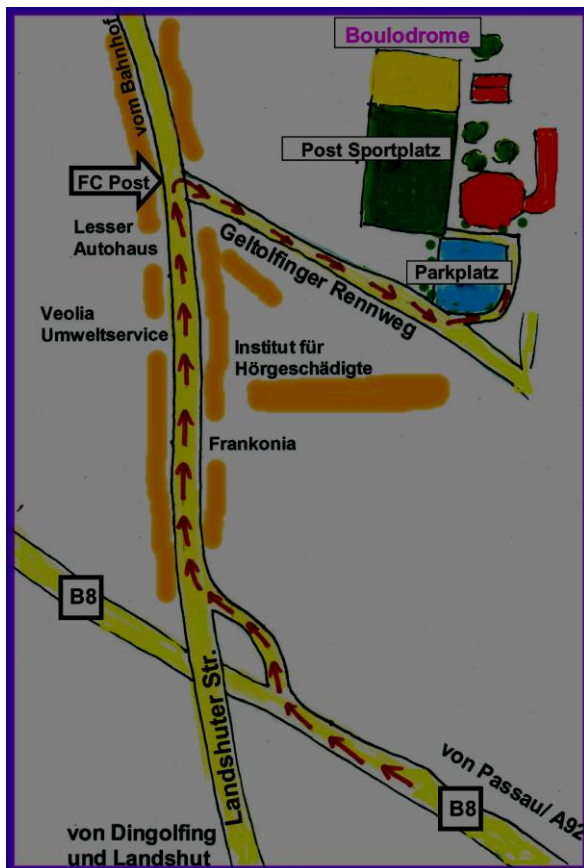 Boulodrome
vom Bahnhof
Post Sportplatz
FC Post
Lesser
Autohaus
Geltolfinger Rennweg
Parkplatz
Veolia
Umweltservice
Institut für
Hörgeschädigte
Frankonia
B8
Landshuter Str.
von Passau/ A92
B8
von Dingolfing
und Landshut